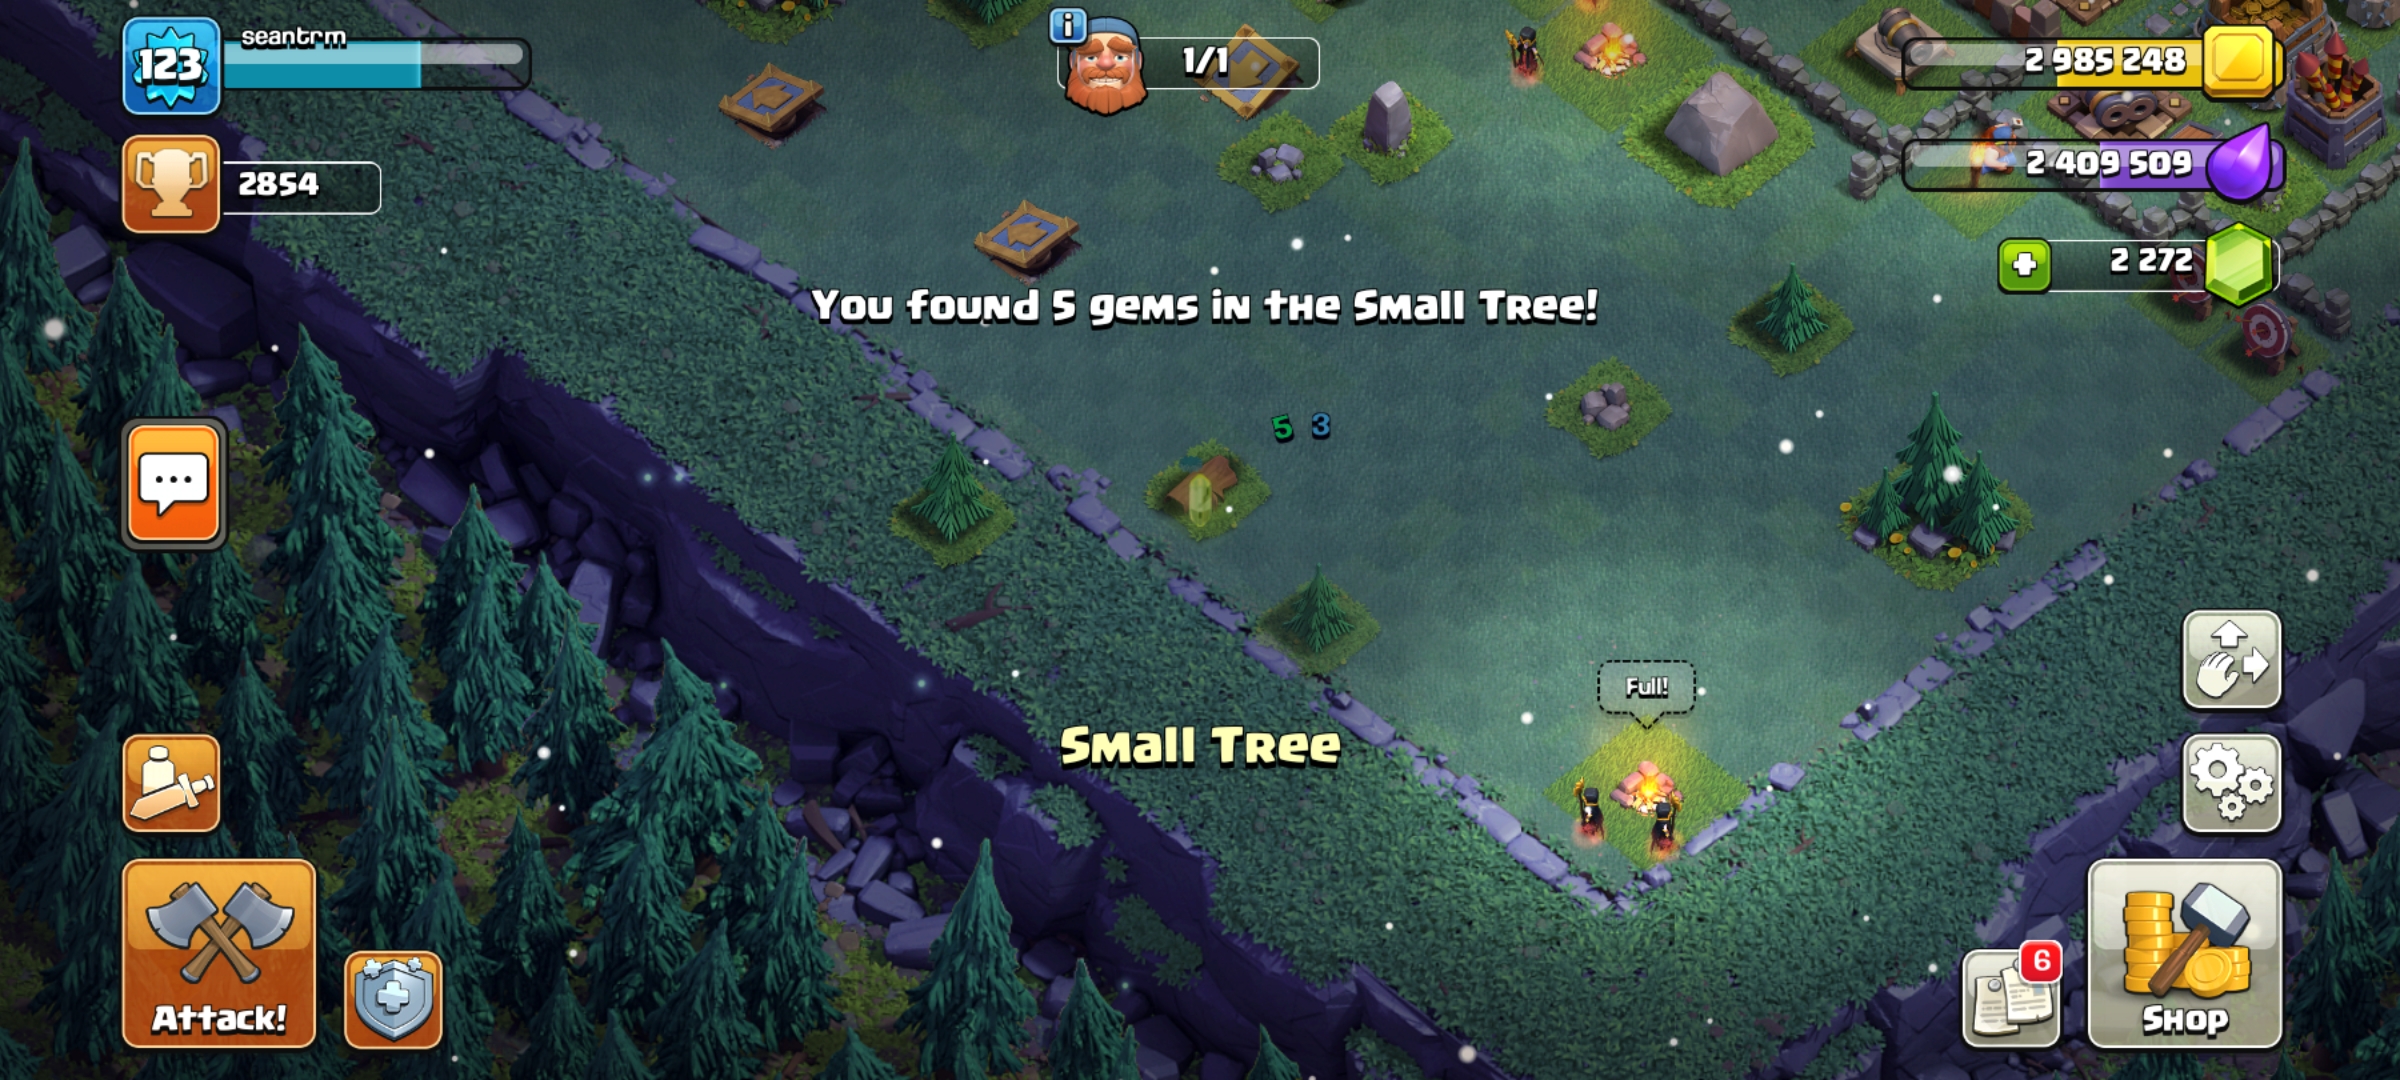 123
seantrm
1/1
2 985 248
2854
2 409 509
2 272
You found 5 gems in the Small Tree!
5 3
Full!
Small Tree
Attack!
6
Shop